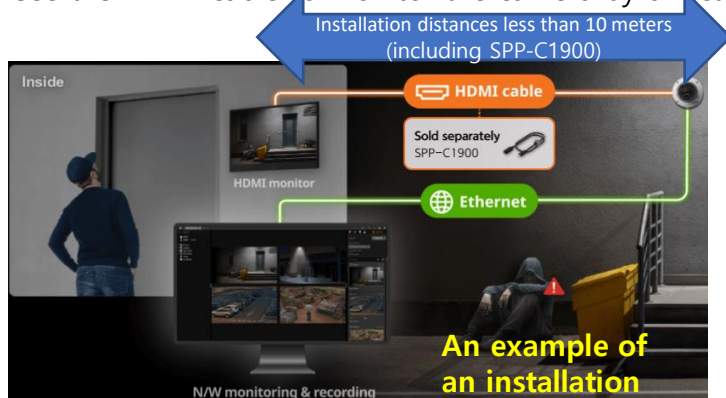 Installation distances less than 10 meters
(including SPP-C1900)
Inside
HDMI cable
Sold separately
SPP-C1900
HDMI monitor
Ethernet
An example of
an installation
N/W monitoring & recording